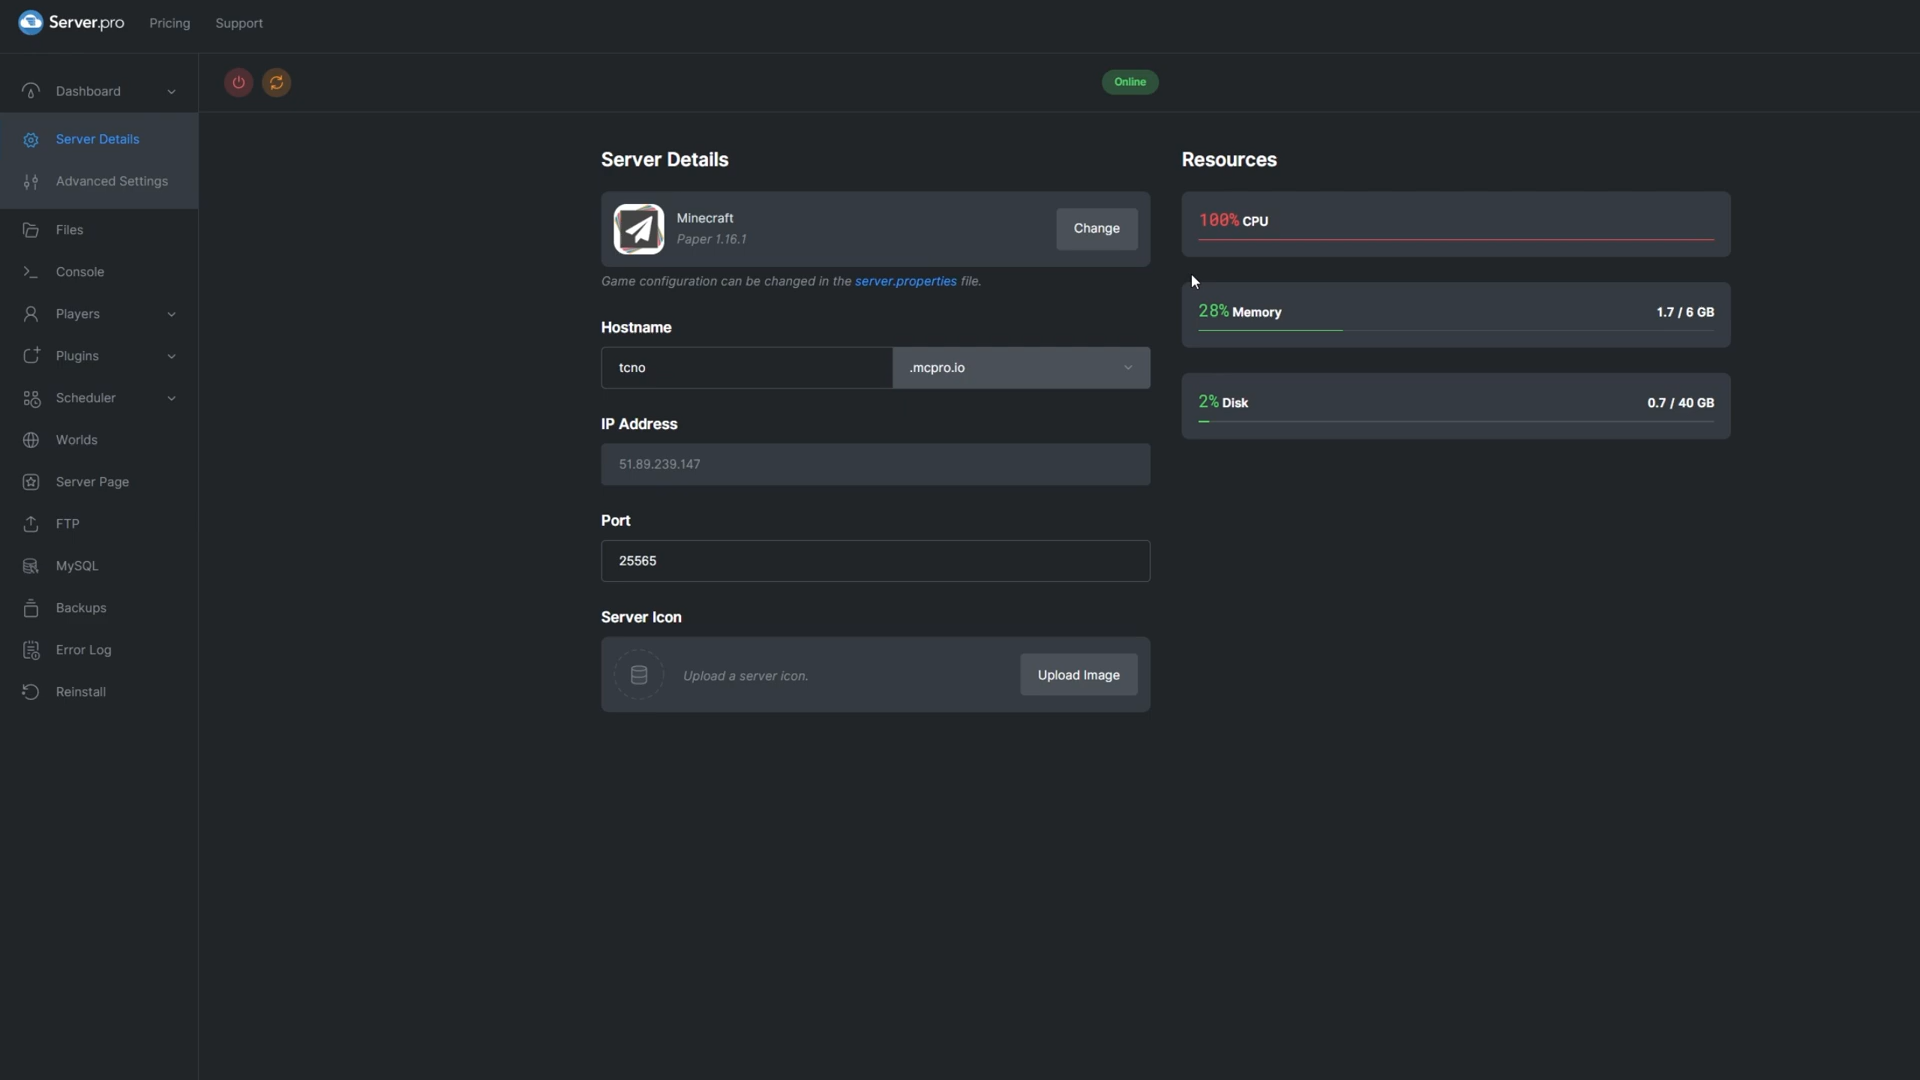 Server.pro Pricing Support
Online
Dashboard
Server Details
Advanced Settings
Files
Console
Players
Plugins
Scheduler
Worlds
Server Page
FTP
MySQL
Backups
Error Log
Reinstall
Server Details
Minecraft
Paper 1.16.1
Change
Game configuration can be changed in the server.properties file.
Hostname
tcno .mcpro.io
IP Address
51.89.239.147
Port
25565
Server Icon
Upload a server icon. Upload Image
Resources
100% CPU
28% Memory 1.7 / 6 GB
2% Disk 0.7 / 40 GB